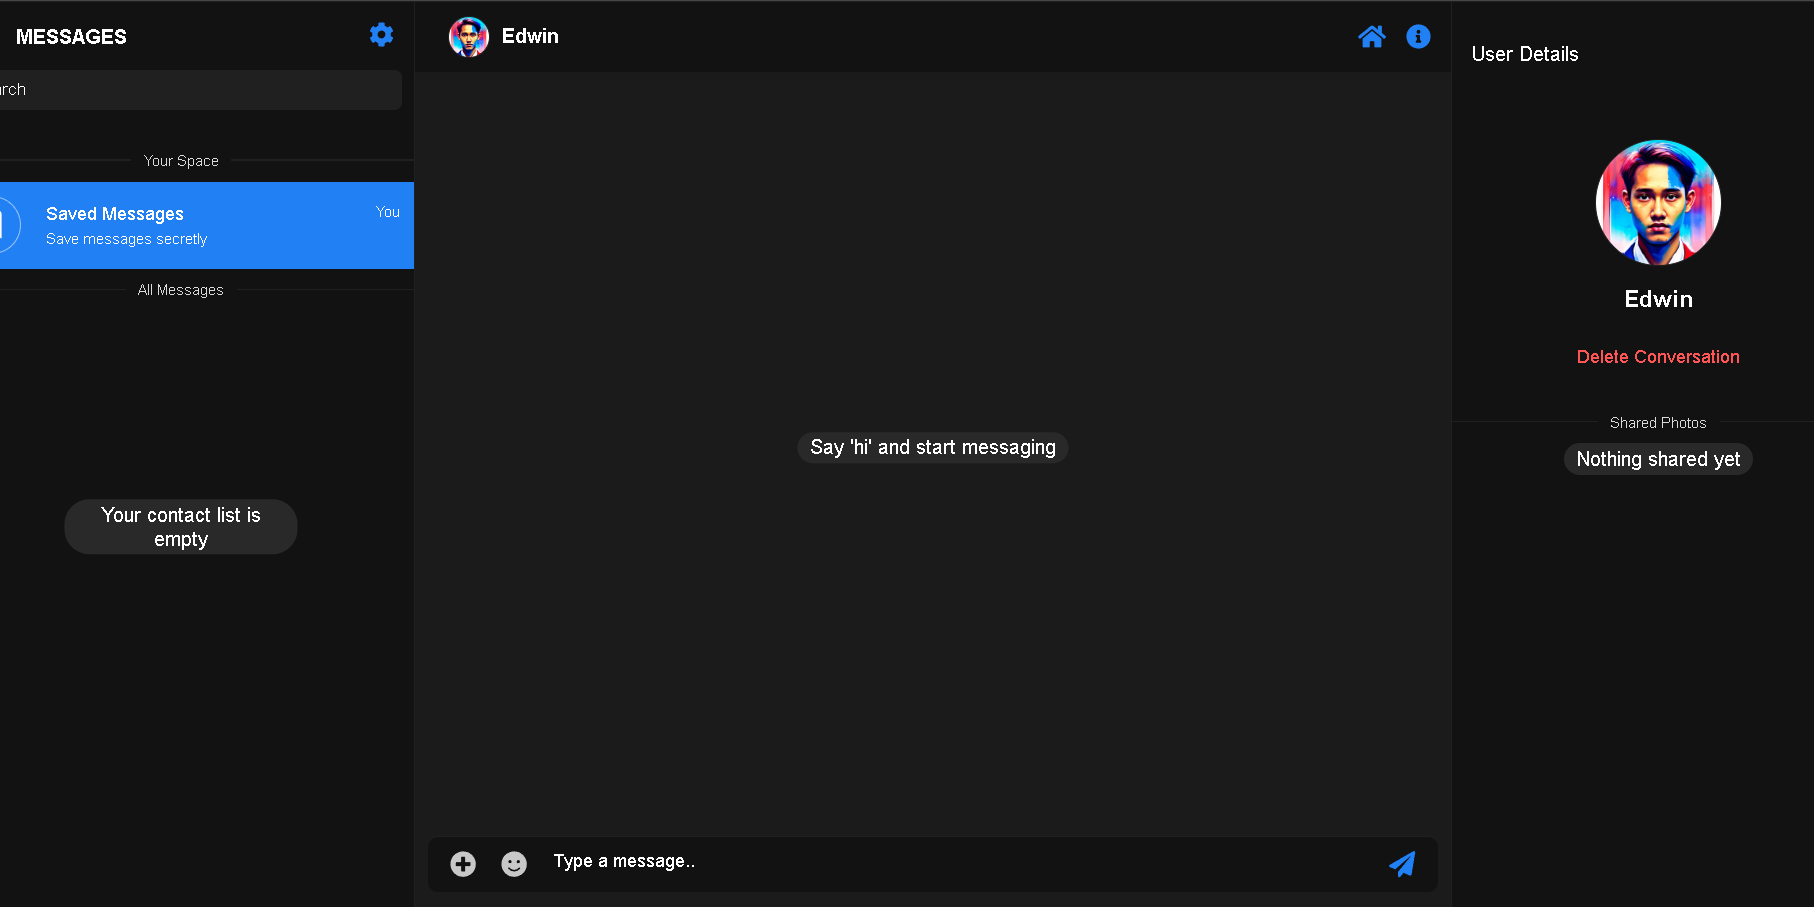 MESSAGES
rch
Your Space
Saved Messages
You
Save messages secretly
All Messages
Your contact list is
empty
Edwin
Say 'hi' and start messaging
Type a message..
User Details
Edwin
Delete Conversation
Shared Photos
Nothing shared yet